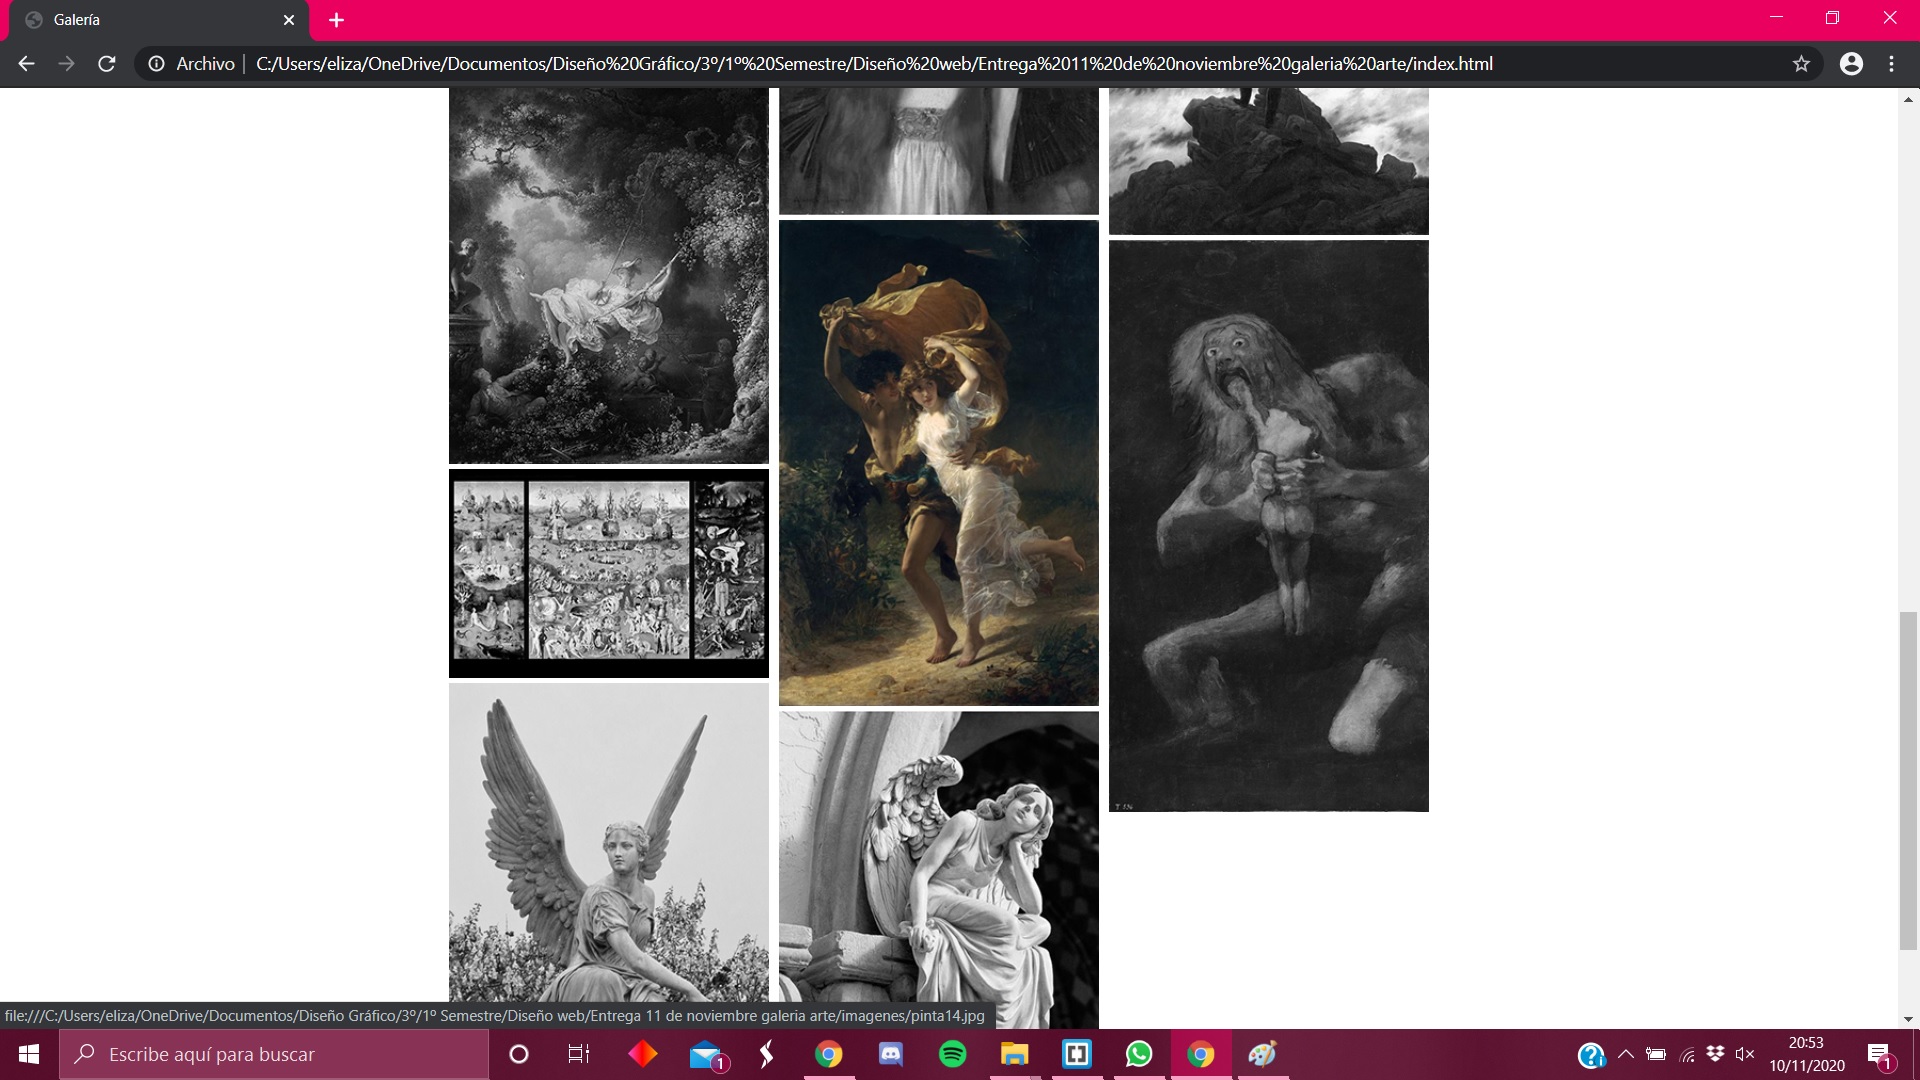 Galería
Archivo
C:/Users/eliza/OneDrive/Documentos/Diseño%20Gráfico/3º/1º%20Semestre/Diseño%20web/Entrega%2011%20de%20noviembre%20galeria%20arte/index.html
file:///C:/Users/eliza/OneDrive/Documentos/Diseño Gráfico/3º/1º Semestre/Diseño web/Entrega 11 de noviembre galeria arte/imagenes/pinta14.jpg
Escribe aquí para buscar
1
20:53
10/11/2020
1